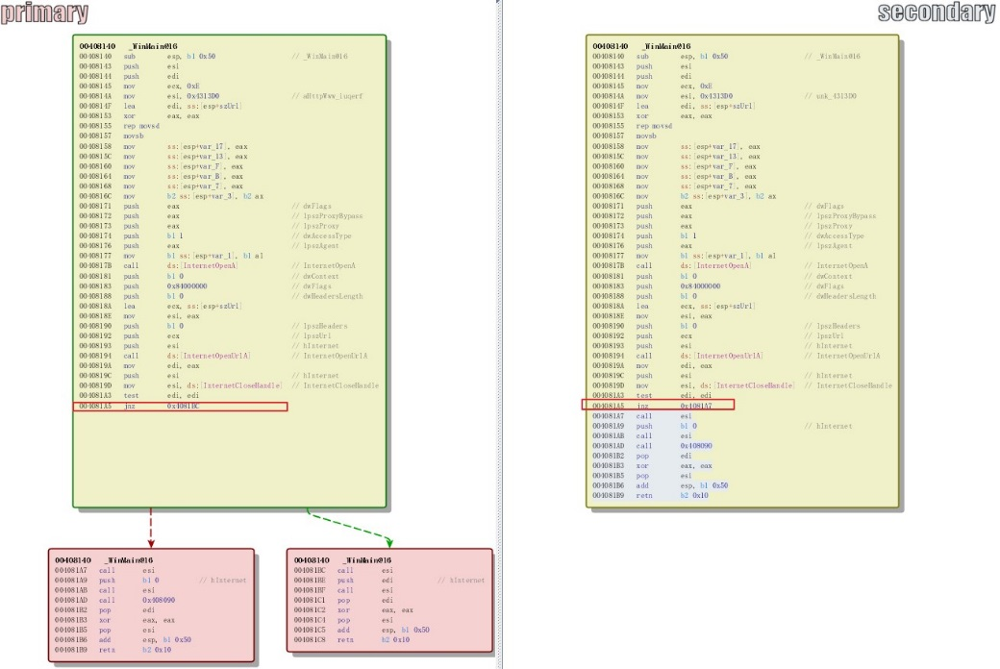 primary
00408140 _WinMain@16
00408140 sub esp, b1 0x50 // _WinMain@16
00408143 push esi
00408144 push edi
00408145 mov ecx, 0xE
0040814A mov esi, 0x4313D0 // aHttpWww_iuqerf
0040814F lea edi, ss:[esp+szUrl]
00408153 xor eax, eax
00408155 rep movsd
00408157 movsb
00408158 mov ss:[esp+var_17], eax
0040815C mov ss:[esp+var_13], eax
00408160 mov ss:[esp+var_F], eax
00408164 mov ss:[esp+var_B], eax
00408168 mov ss:[esp+var_7], eax
0040816C mov b2 ss:[esp+var_3], b2 ax
00408171 push eax // dwFlags
00408172 push eax // lpszProxyBypass
00408173 push eax // lpszProxy
00408174 push b1 1 // dwAccessType
00408176 push eax // lpszAgent
00408177 mov b1 ss:[esp+var_1], b1 al
0040817B call ds:[InternetOpenA] // InternetOpenA
00408181 push b1 0 // dwContext
00408183 push 0x84000000 // dwFlags
00408188 push b1 0 // dwHeadersLength
0040818A lea ecx, ss:[esp+szUrl]
0040818E mov esi, eax
00408190 push b1 0 // lpszHeaders
00408192 push ecx // lpszUrl
00408193 push esi // hInternet
00408194 call ds:[InternetOpenUrlA] // InternetOpenUrlA
0040819A mov edi, eax
0040819C push esi // hInternet
0040819D mov esi, ds:[InternetCloseHandle] // InternetCloseHandle
004081A3 test edi, edi
004081A5 jnz 0x4081BC
00408140 _WinMain@16
004081A7 call esi
004081A9 push b1 0 // hInternet
004081AB call esi
004081AD call 0x408090
004081B2 pop edi
004081B3 xor eax, eax
004081B5 pop esi
004081B6 add esp, b1 0x50
004081B9 retn b2 0x10
00408140 _WinMain@16
004081BC call esi
004081BE push edi // hInternet
004081BF call esi
004081C1 pop edi
004081C2 xor eax, eax
004081C4 pop esi
004081C5 add esp, b1 0x50
004081C8 retn b2 0x10
secondary
00408140 _WinMain@16
00408140 sub esp, b1 0x50 // _WinMain@16
00408143 push esi
00408144 push edi
00408145 mov ecx, 0xE
0040814A mov esi, 0x4313D0 // unk_4313D0
0040814F lea edi, ss:[esp+szUrl]
00408153 xor eax, eax
00408155 rep movsd
00408157 movsb
00408158 mov ss:[esp+var_17], eax
0040815C mov ss:[esp+var_13], eax
00408160 mov ss:[esp+var_F], eax
00408164 mov ss:[esp+var_B], eax
00408168 mov ss:[esp+var_7], eax
0040816C mov b2 ss:[esp+var_3], b2 ax
00408171 push eax // dwFlags
00408172 push eax // lpszProxyBypass
00408173 push eax // lpszProxy
00408174 push b1 1 // dwAccessType
00408176 push eax // lpszAgent
00408177 mov b1 ss:[esp+var_1], b1 al
0040817B call ds:[InternetOpenA] // InternetOpenA
00408181 push b1 0 // dwContext
00408183 push 0x84000000 // dwFlags
00408188 push b1 0 // dwHeadersLength
0040818A lea ecx, ss:[esp+szUrl]
0040818E mov esi, eax
00408190 push b1 0 // lpszHeaders
00408192 push ecx // lpszUrl
00408193 push esi // hInternet
00408194 call ds:[InternetOpenUrlA] // InternetOpenUrlA
0040819A mov edi, eax
0040819C push esi // hInternet
0040819D mov esi, ds:[InternetCloseHandle] // InternetCloseHandle
004081A3 test edi, edi
004081A5 jnz 0x4081A7
004081A7 call esi
004081A9 push b1 0 // hInternet
004081AB call esi
004081AD call 0x408090
004081B2 pop edi
004081B3 xor eax, eax
004081B5 pop esi
004081B6 add esp, b1 0x50
004081B9 retn b2 0x10